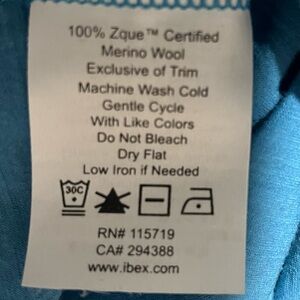 100% Zque™ Certified
Merino Wool
Exclusive of Trim
Machine Wash Cold
Gentle Cycle
With Like Colors
Do Not Bleach
Dry Flat
Low Iron if Needed
30C
RN# 115719
CA# 294388
www.ibex.com